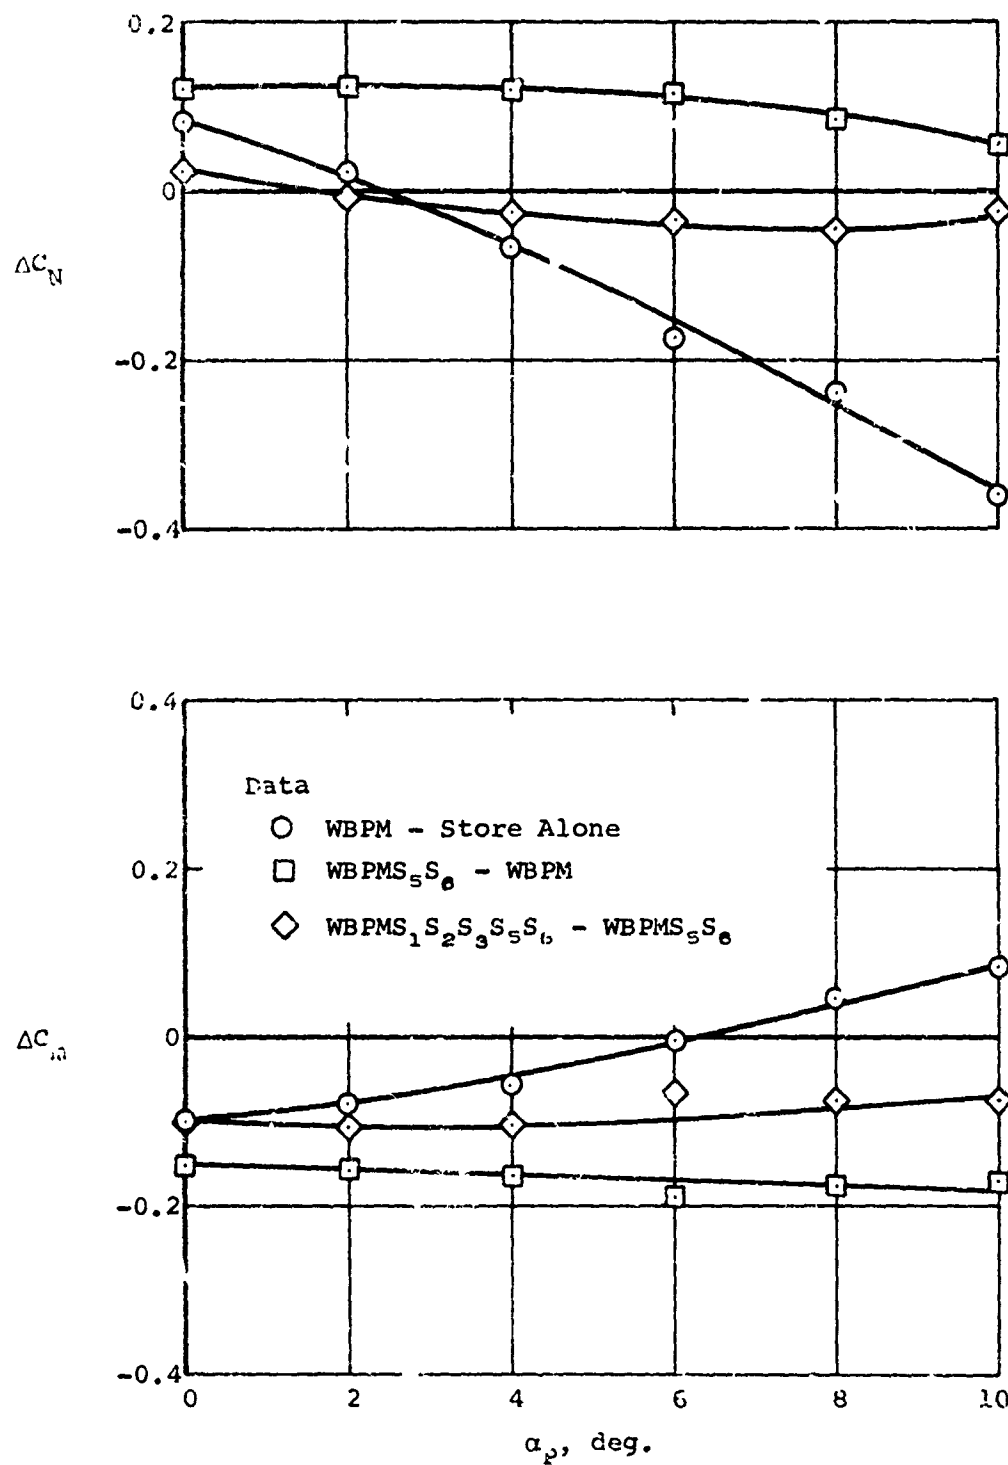 0.2
0
ΔC_N
-0.2
-0.4
0.4
Data
○ WBPM - Store Alone
0.2
□ WBPMS₅S₆ - WBPM
◇ WBPMS₁S₂S₃S₅S₆ - WBPMS₅S₆
0
ΔC_m
-0.2
-0.4
0 2 4 6 8 10
α, deg.